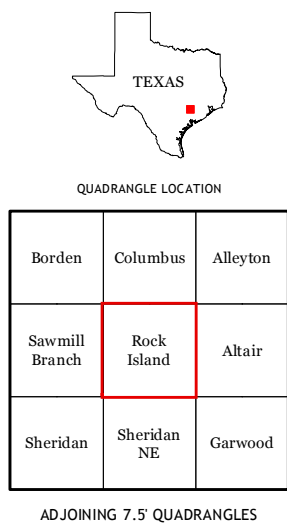 TEXAS
QUADRANGLE LOCATION
Borden
Columbus
Alleyton
Sawmill
Branch
Rock
Island
Altair
Sheridan
Sheridan
NE
Garwood
ADJOINING 7.5' QUADRANGLES